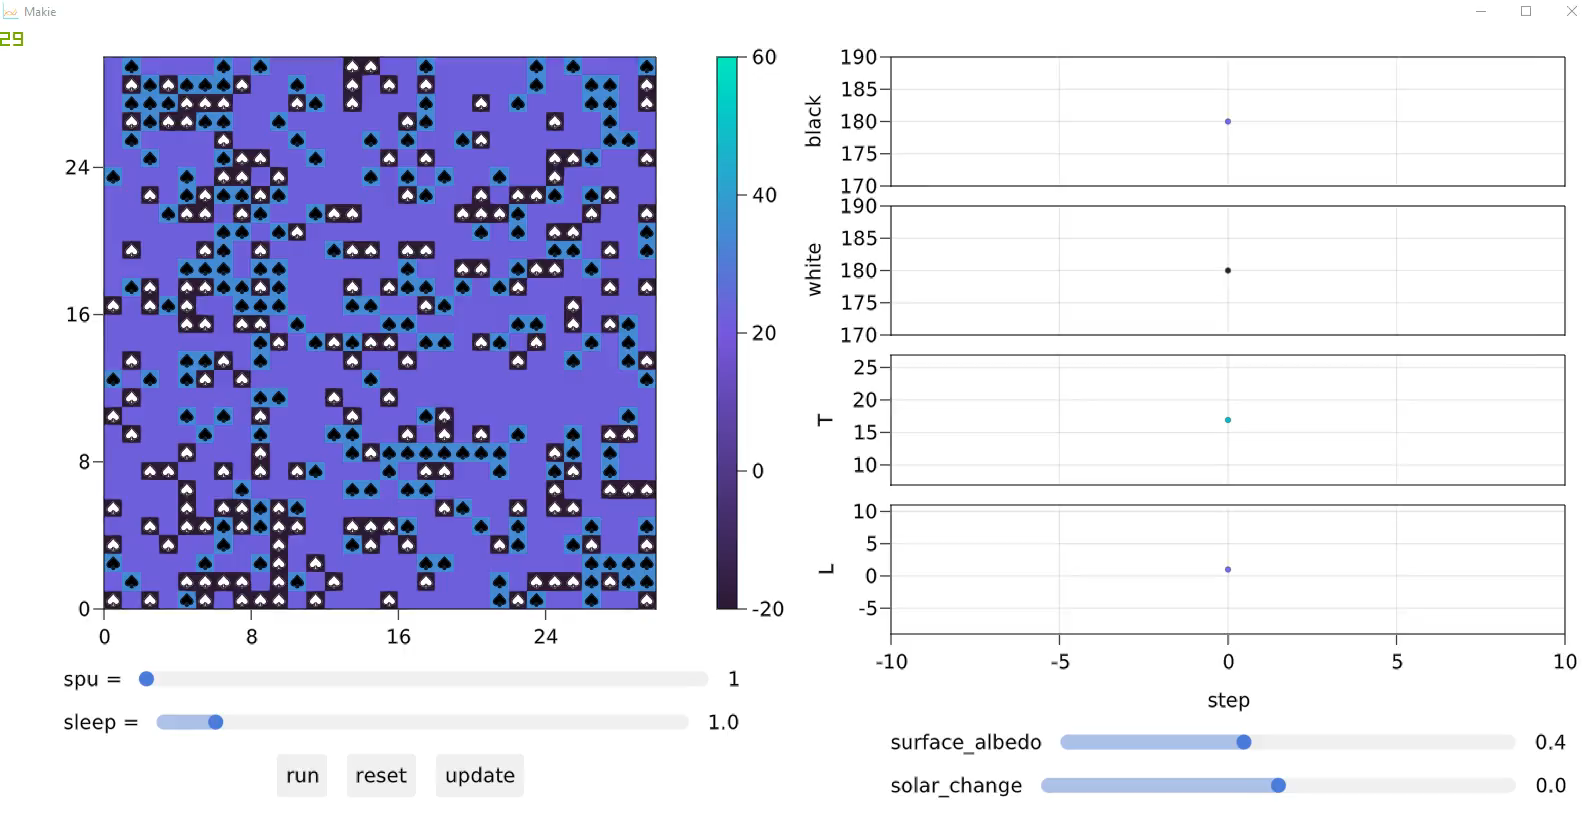 Makie
29
60
40
20
0
-20
24
16
8
0
0 8 16 24
spu = 1
sleep = 1.0
run reset update
black
190
185
180
175
170
white
190
185
180
175
170
T
25
20
15
10
L
10
5
0
-5
-10 -5 0 5 10
step
surface_albedo 0.4
solar_change 0.0